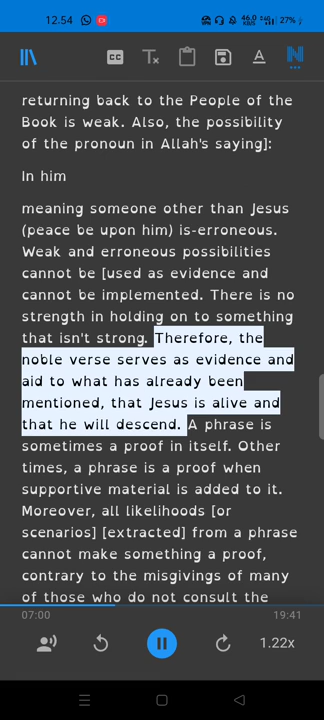 12.54
46.0
KB/S
27%
CC
T
A
N
returning back to the People of the
Book is weak. Also, the possibility
of the pronoun in Allah's saying]:
In him
meaning someone other than Jesus
(peace be upon him) is-erroneous.
Weak and erroneous possibilities
cannot be [used as evidence and
cannot be implemented. There is no
strength in holding on to something
that isn't strong. Therefore, the
noble verse serves as evidence and
aid to what has already been
mentioned, that Jesus is alive and
that he will descend. A phrase is
sometimes a proof in itself. Other
times, a phrase is a proof when
supportive material is added to it.
Moreover, all likelihoods [or
scenarios] [extracted] from a phrase
cannot make something a proof,
contrary to the misgivings of many
of those who do not consult the
07:00
19:41
1.22x